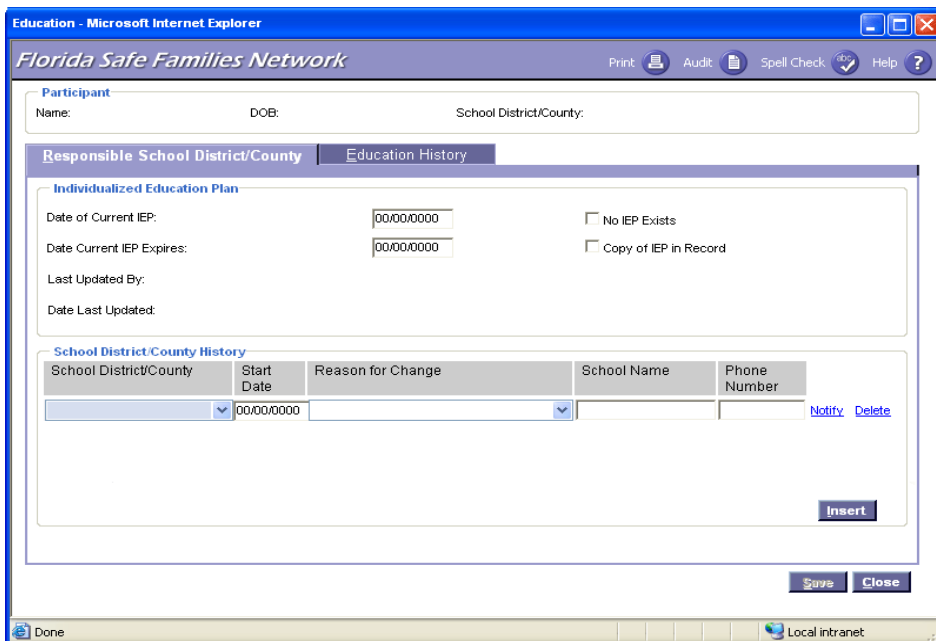 Education - Microsoft Internet Explorer
Florida Safe Families Network
Print Audit abc Spell Check Help ?
Participant
Name: DOB: School District/County:
Responsible School District/County Education History
Individualized Education Plan
Date of Current IEP: 00/00/0000 No IEP Exists
Date Current IEP Expires: 00/00/0000 Copy of IEP in Record
Last Updated By:
Date Last Updated:
School District/County History
School District/County Start Date Reason for Change School Name Phone Number
00/00/0000 Notify Delete
Insert
Save Close
Done Local intranet